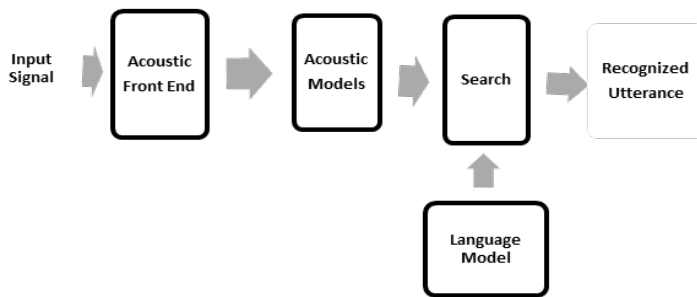 Input
Signal
Acoustic
Front End
Acoustic
Models
Search
Recognized
Utterance
Language
Model